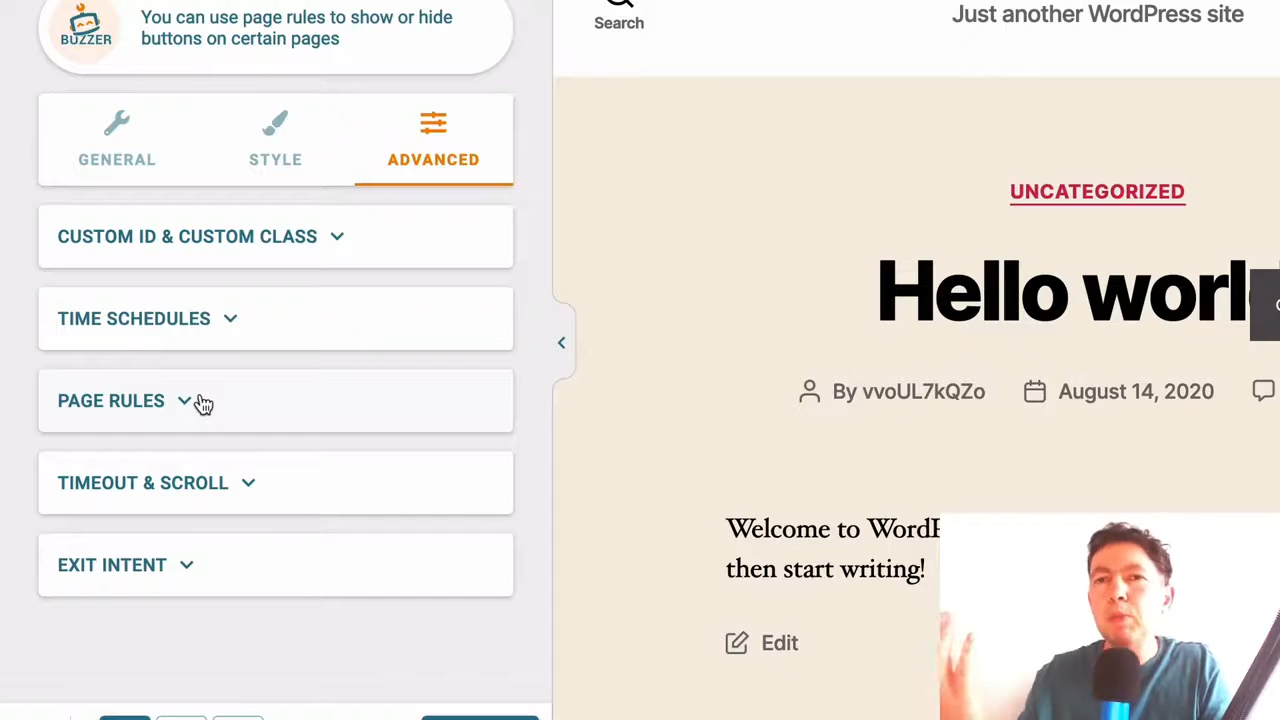 BUZZER
You can use page rules to show or hide
buttons on certain pages
GENERAL
STYLE
ADVANCED
CUSTOM ID & CUSTOM CLASS
TIME SCHEDULES
PAGE RULES
TIMEOUT & SCROLL
EXIT INTENT
Search
Just another WordPress site
UNCATEGORIZED
Hello worl
By vvoUL7kQZo
August 14, 2020
Welcome to WordP
then start writing!
Edit